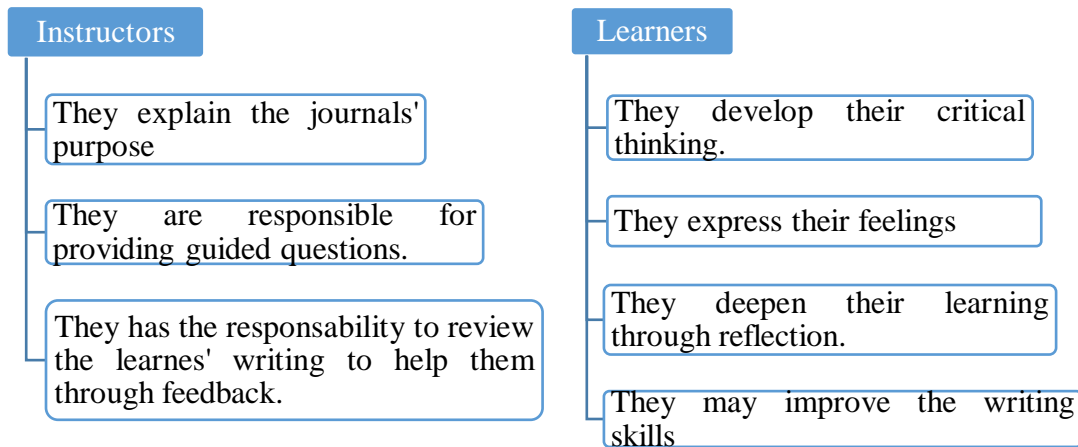 Instructors
They explain the journals'
purpose
They are responsible for
providing guided questions.
They has the responsability to review
the learnes' writing to help them
through feedback.
Learners
They develop their critical
thinking.
They express their feelings
They deepen their learning
through reflection.
They may improve the writing
skills